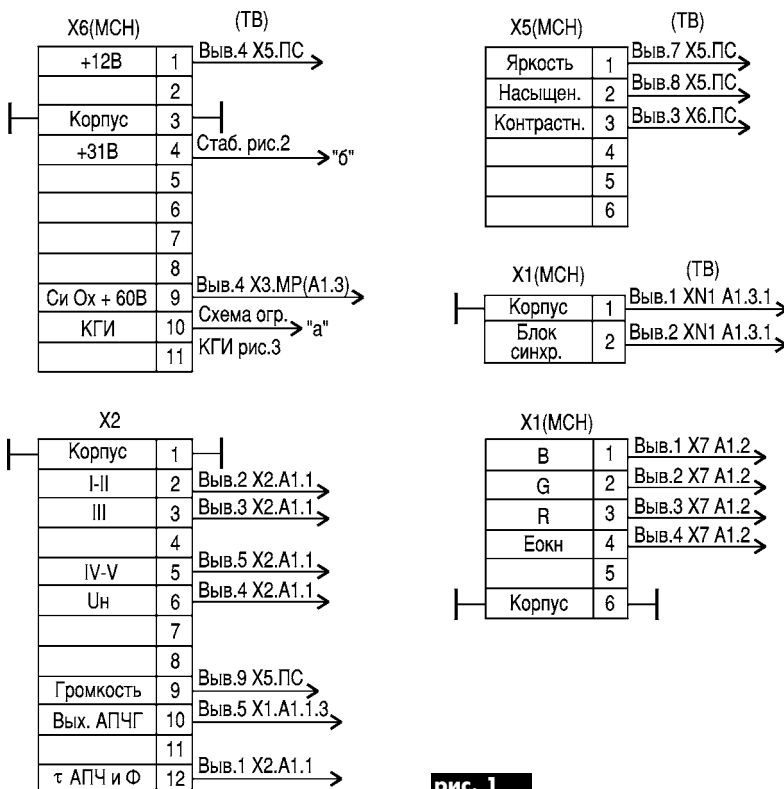 X6(МСН) (ТВ)
+12В 1 Выв.4 X5.ПС
2
Корпус 3
+31В 4 Стаб. рис.2 "б"
5
6
7
8
Си Ох + 60В 9 Выв.4 X3.МР(А1.3)
КГИ 10 Схема огр. "а"
11 КГИ рис.3
X5(МСН) (ТВ)
Яркость 1 Выв.7 X5.ПС
Насыщен. 2 Выв.8 X5.ПС
Контрастн. 3 Выв.3 X6.ПС
4
5
6
X1(МСН) (ТВ)
Корпус 1 Выв.1 XN1 А1.3.1
Блок
синхр. 2 Выв.2 XN1 А1.3.1
X2
Корпус 1
I-II 2 Выв.2 X2.А1.1
III 3 Выв.3 X2.А1.1
4
IV-V 5 Выв.5 X2.А1.1
Uн 6 Выв.4 X2.А1.1
7
8
Громкость 9 Выв.9 X5.ПС
Вых. АПЧГ 10 Выв.5 X1.А1.1.3
11
τ АПЧ и Ф 12 Выв.1 X2.А1.1
X1(МСН)
B 1 Выв.1 X7 А1.2
G 2 Выв.2 X7 А1.2
R 3 Выв.3 X7 А1.2
Еокн 4 Выв.4 X7 А1.2
5
Корпус 6
рис. 1